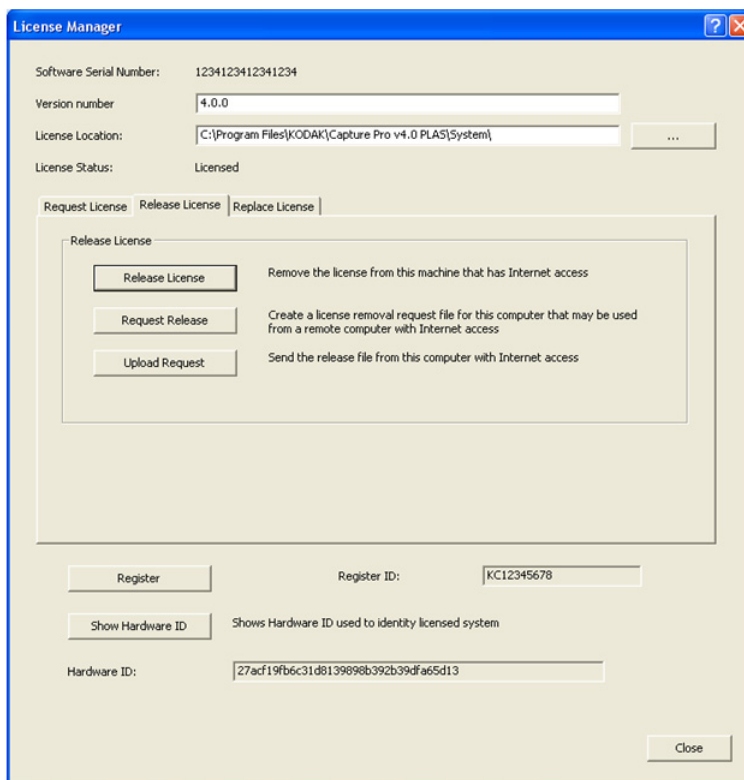 License Manager
Software Serial Number: 1234123412341234
Version number 4.0.0
License Location: C:\Program Files\KODAK\Capture Pro v4.0 PLAS\System\ ...
License Status: Licensed
Request License Release License Replace License
Release License
Release License Remove the license from this machine that has Internet access
Request Release Create a license removal request file for this computer that may be used
from a remote computer with Internet access
Upload Request Send the release file from this computer with Internet access
Register Register ID: KC12345678
Show Hardware ID Shows Hardware ID used to identity licensed system
Hardware ID: 27acf19fb6c31d8139898b392b39dfa65d13
Close